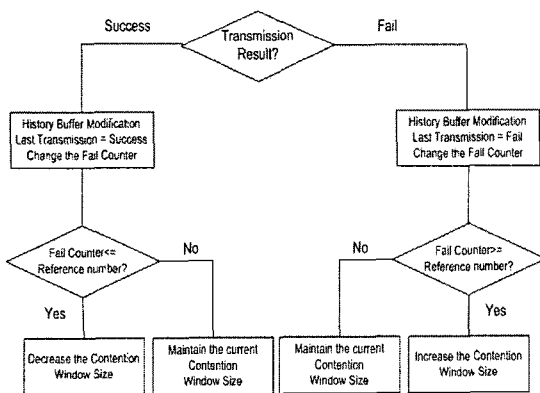 Success
Transmission
Result?
Fail
History Buffer Modification
Last Transmission = Success
Change the Fail Counter
History Buffer Modification
Last Transmission = Fail
Change the Fail Counter
Fail Counter<=
Reference number?
No
Yes
No
Fail Counter>=
Reference number?
Yes
Decrease the Contention
Window Size
Maintain the current
Contention
Window Size
Maintain the current
Contention
Window Size
Increase the Contention
Window Size